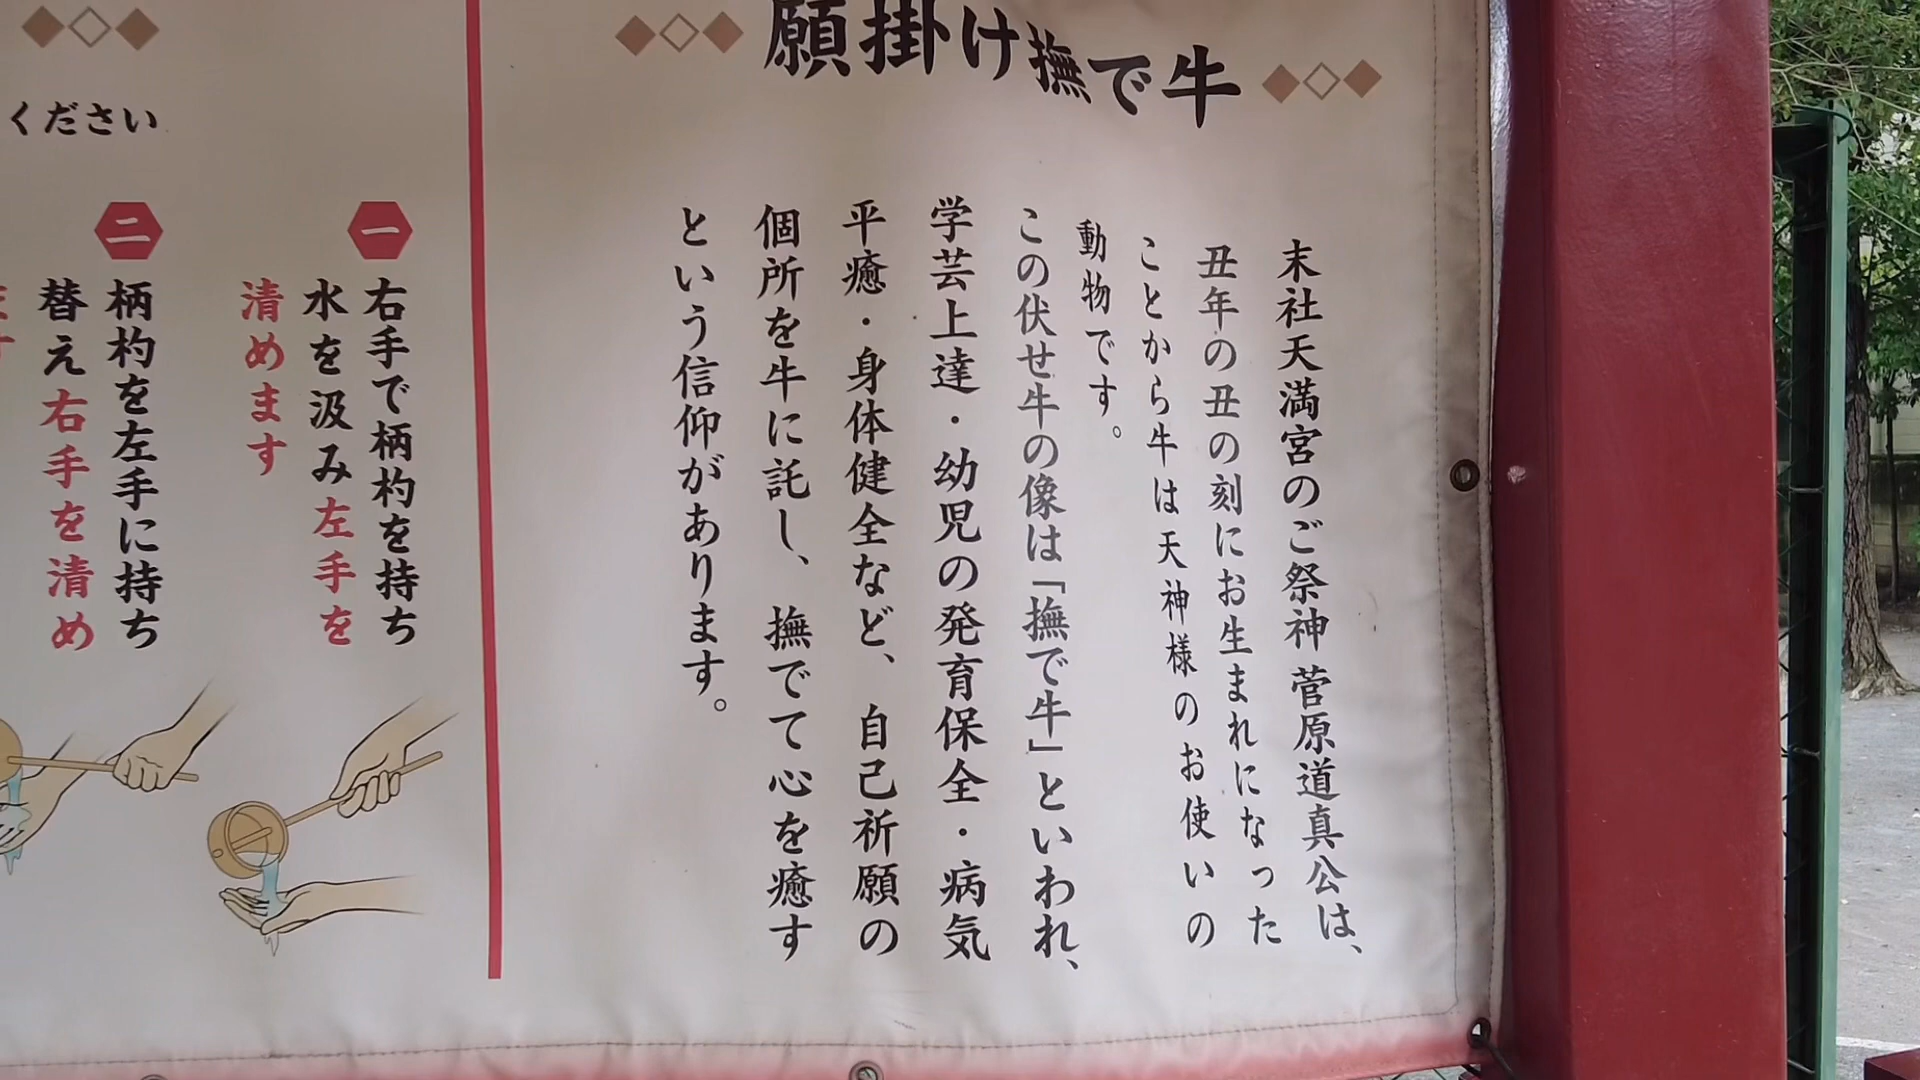 願掛け撫で牛
末社天満宮のご祭神 菅原道真公は、
丑年の丑の刻にお生まれになった
ことから牛は天神様のお使いの
動物です。
この伏せ牛の像は「撫で牛」といわれ、
学芸上達・幼児の発育保全・病気
平癒・身体健全など、自己祈願の
個所を牛に託し、撫でて心を癒す
という信仰があります。
ください
一
右手で柄杓を持ち
水を汲み左手を
清めます
二
柄杓を左手に持ち
替え右手を清め